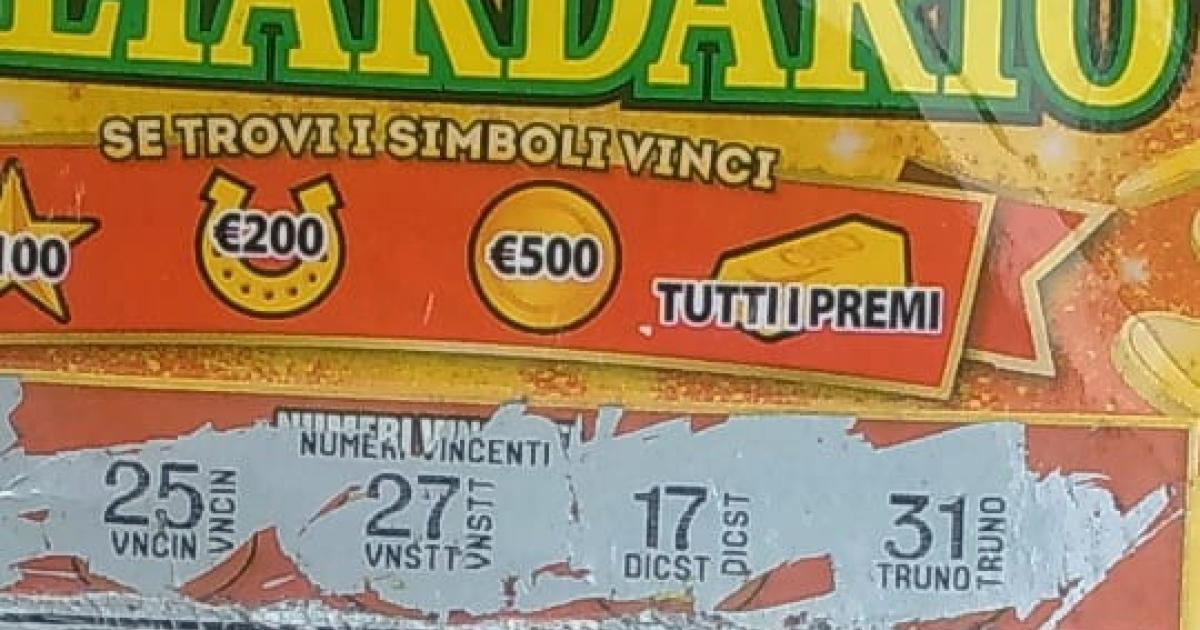 LIARDARIO
SE TROVI I SIMBOLI VINCI
100 €200 €500 TUTTI I PREMI
NUMERI VINCENTI
25 VNCIN 27 VNSTT 17 DICST 31 TRUNO
VNCIN VNSTT DICST TRUNO